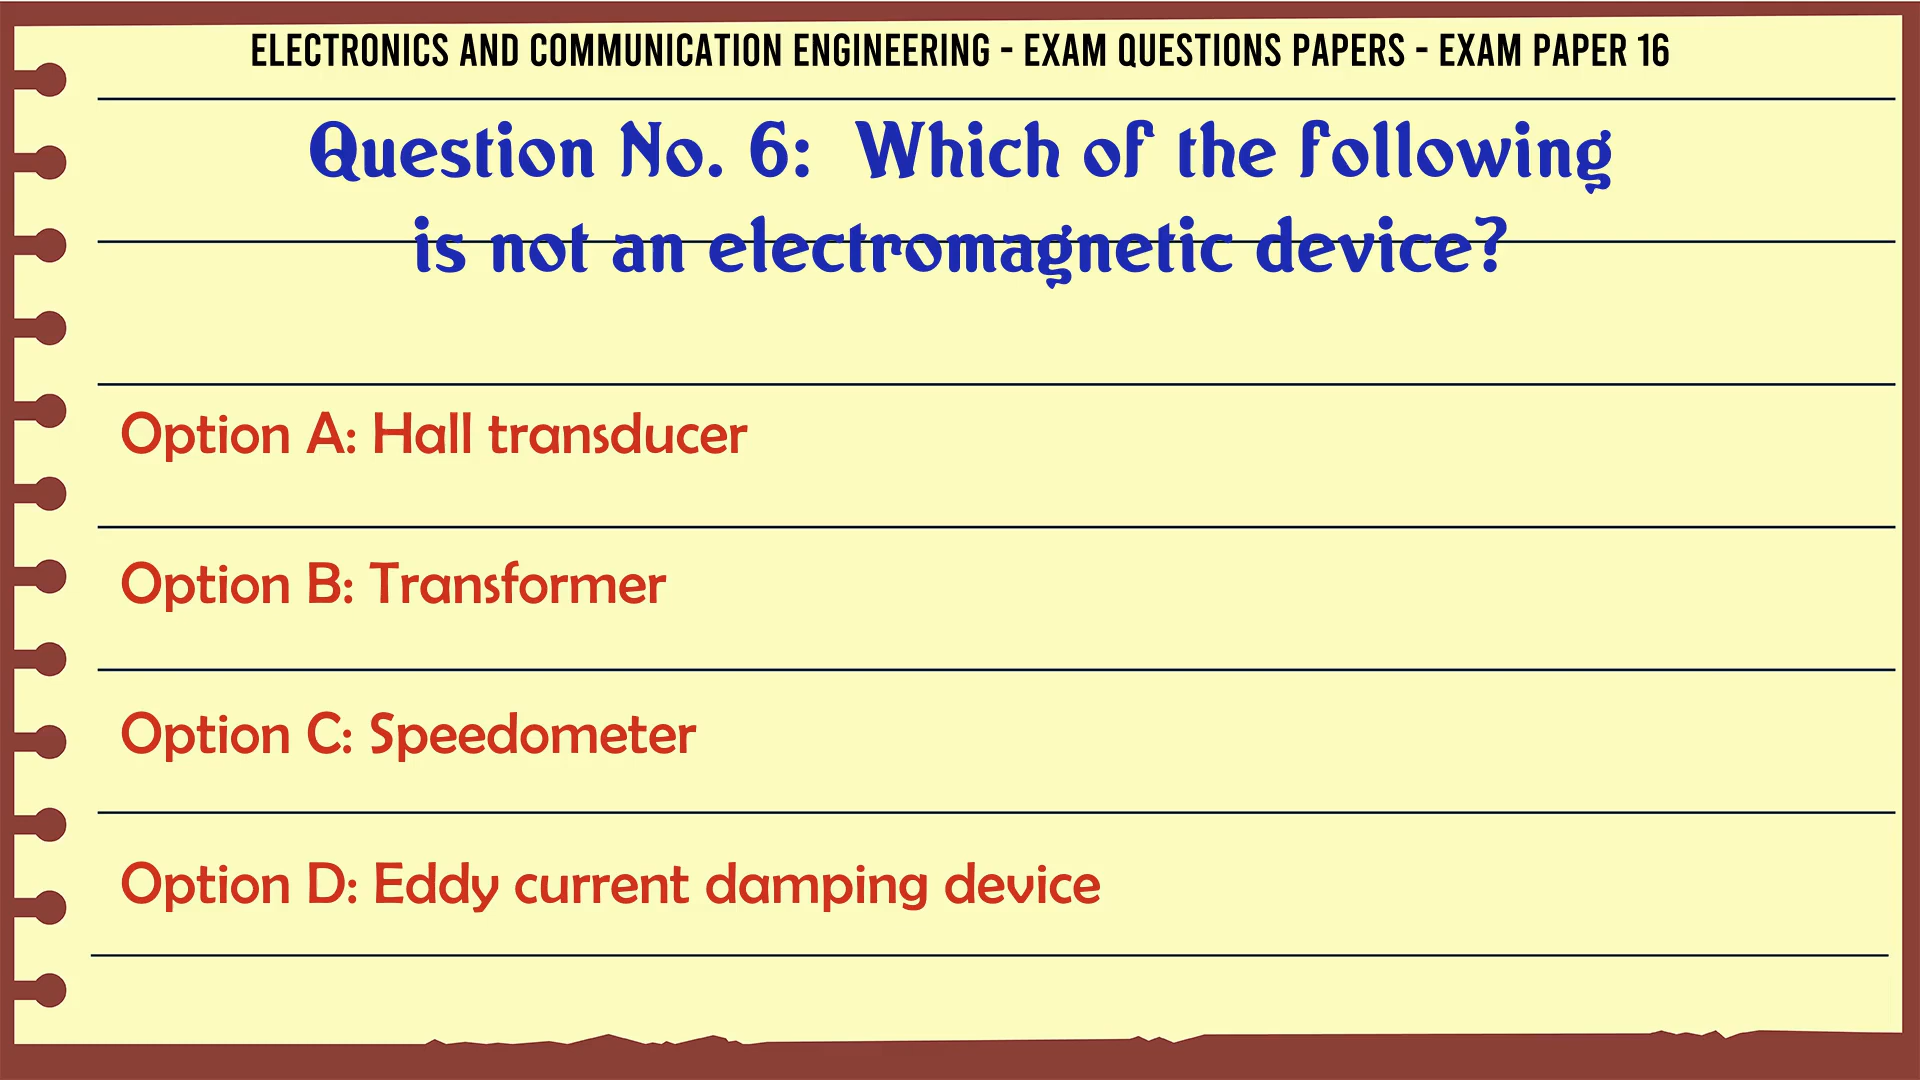 ELECTRONICS AND COMMUNICATION ENGINEERING - EXAM QUESTIONS PAPERS - EXAM PAPER 16
Question No. 6: Which of the following
is not an electromagnetic device?
Option A: Hall transducer
Option B: Transformer
Option C: Speedometer
Option D: Eddy current damping device